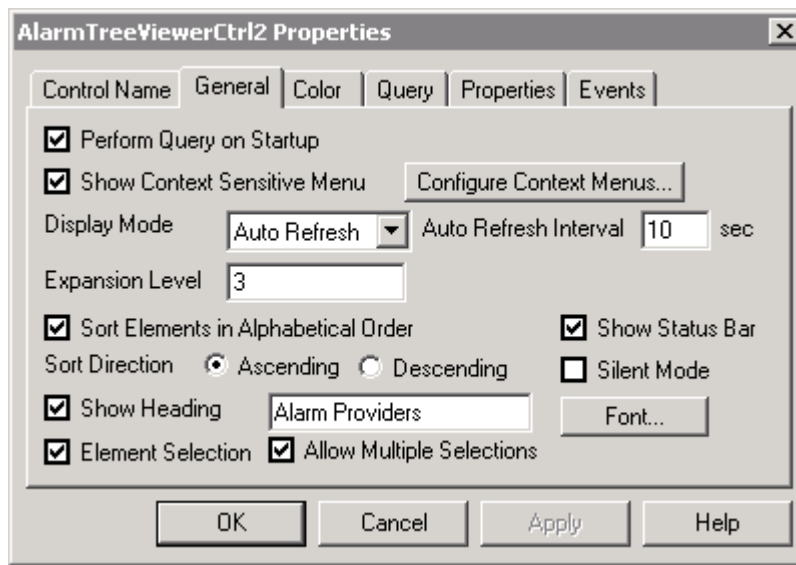 AlarmTreeViewerCtrl2 Properties
Control Name General Color Query Properties Events
Perform Query on Startup
Show Context Sensitive Menu Configure Context Menus...
Display Mode Auto Refresh Auto Refresh Interval 10 sec
Expansion Level 3
Sort Elements in Alphabetical Order Show Status Bar
Sort Direction Ascending Descending Silent Mode
Show Heading Alarm Providers Font...
Element Selection Allow Multiple Selections
OK Cancel Apply Help